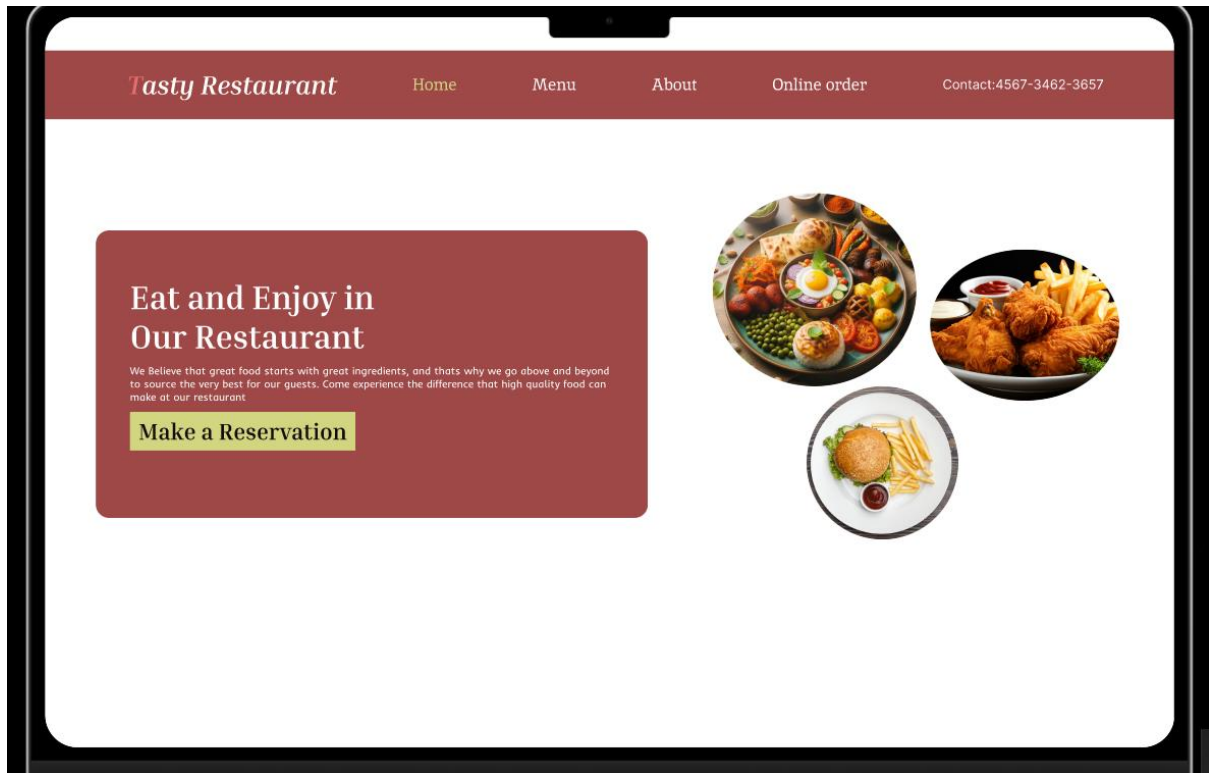 Tasty Restaurant Home Menu About Online order Contact:4567-3462-3657
Eat and Enjoy in
Our Restaurant
We Believe that great food starts with great ingredients, and thats why we go above and beyond
to source the very best for our guests. Come experience the difference that high quality food can
make at our restaurant
Make a Reservation